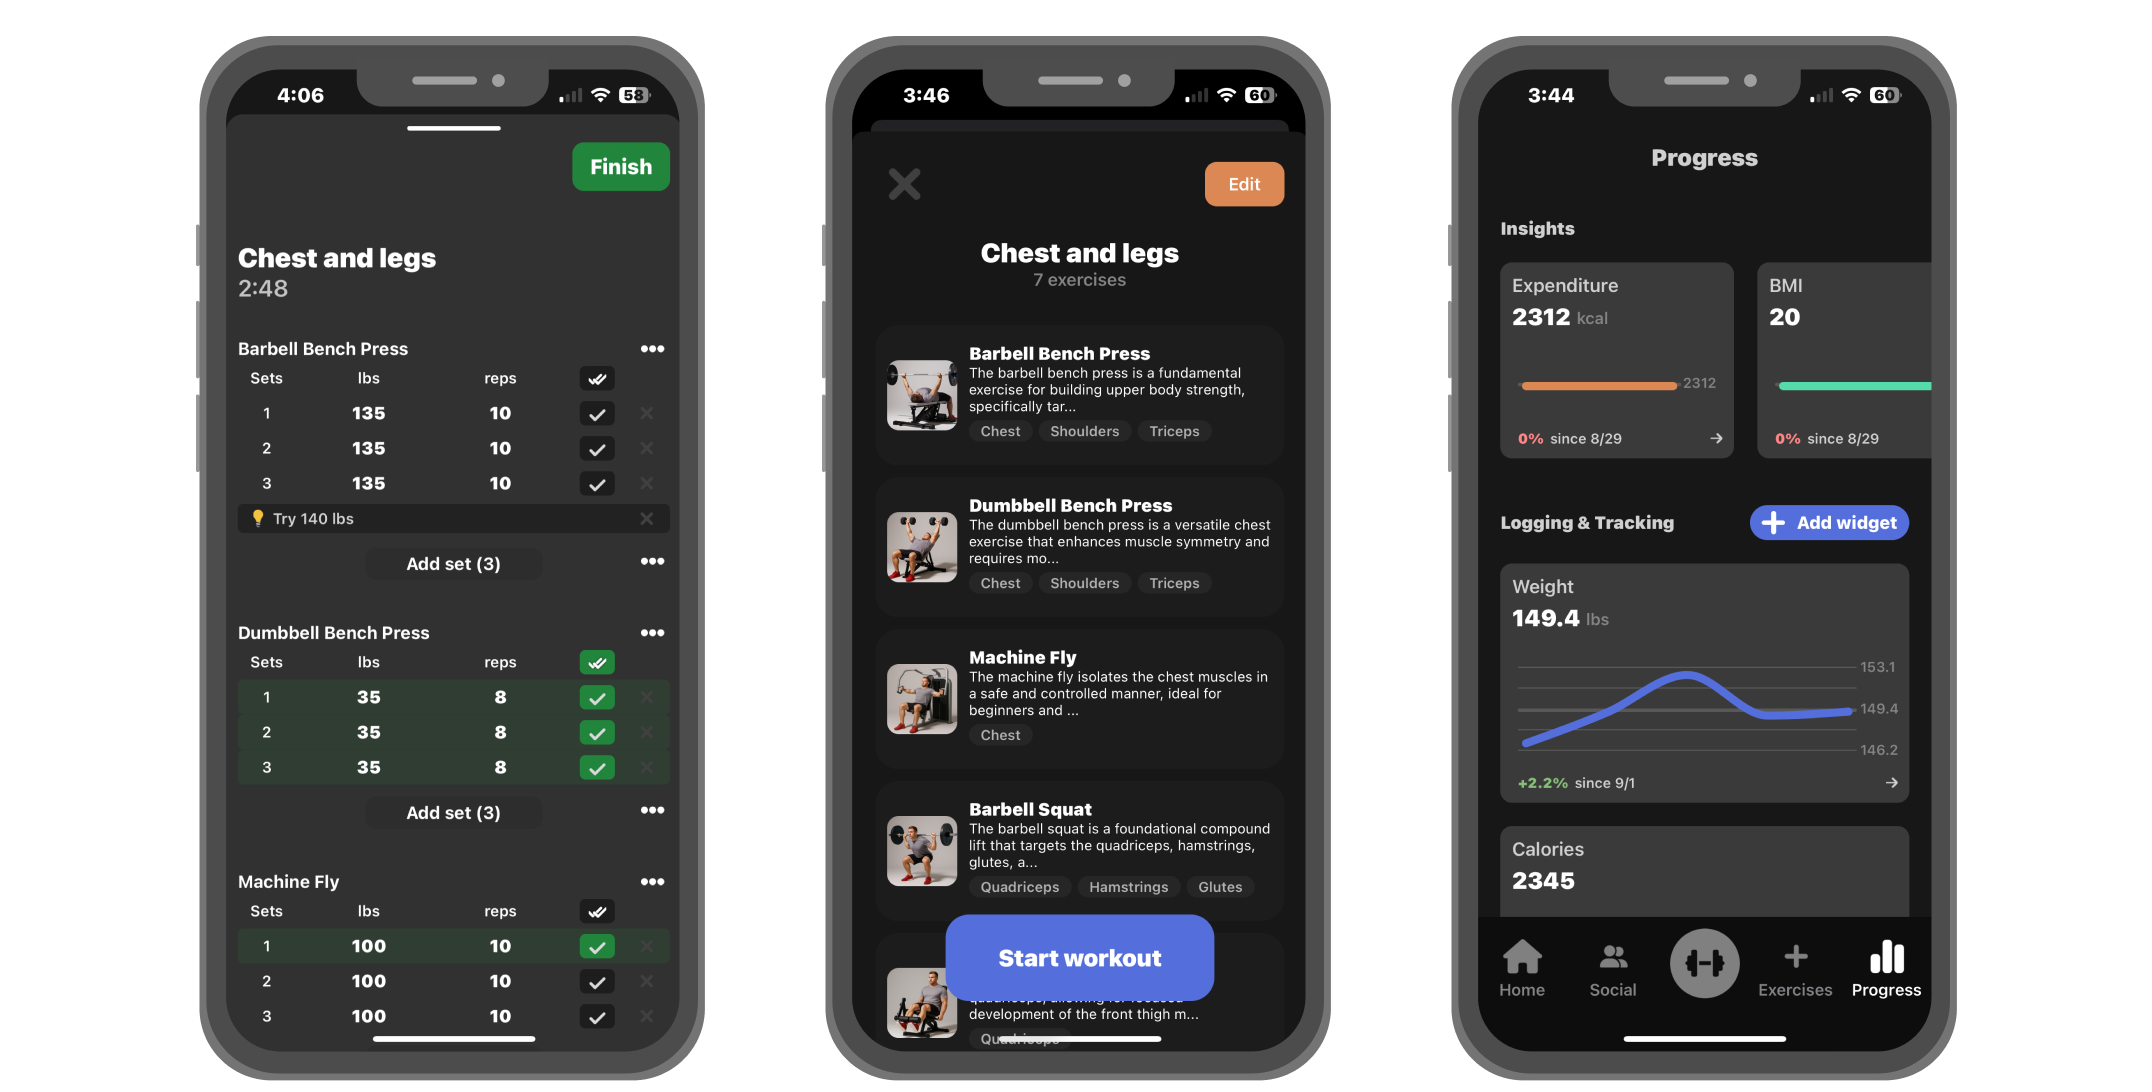 4:06
58
Finish
Chest and legs
2:48
Barbell Bench Press
Sets lbs reps
1 135 10
2 135 10
3 135 10
Try 140 lbs
Add set (3)
Dumbbell Bench Press
Sets lbs reps
1 35 8
2 35 8
3 35 8
Add set (3)
Machine Fly
Sets lbs reps
1 100 10
2 100 10
3 100 10
3:46
60
Edit
Chest and legs
7 exercises
Barbell Bench Press
The barbell bench press is a fundamental
exercise for building upper body strength,
specifically tar...
Chest Shoulders Triceps
Dumbbell Bench Press
The dumbbell bench press is a versatile chest
exercise that enhances muscle symmetry and
requires mo...
Chest Shoulders Triceps
Machine Fly
The machine fly isolates the chest muscles in
a safe and controlled manner, ideal for
beginners and ...
Chest
Barbell Squat
The barbell squat is a foundational compound
lift that targets the quadriceps, hamstrings,
glutes, a...
Quadriceps Hamstrings Glutes
Start workout
development of the front thigh m...
Quadriceps
3:44
60
Progress
Insights
Expenditure
2312 kcal
2312
0% since 8/29
BMI
20
0% since 8/29
Logging & Tracking
Add widget
Weight
149.4 lbs
153.1
149.4
146.2
+2.2% since 9/1
Calories
2345
Home Social Exercises Progress